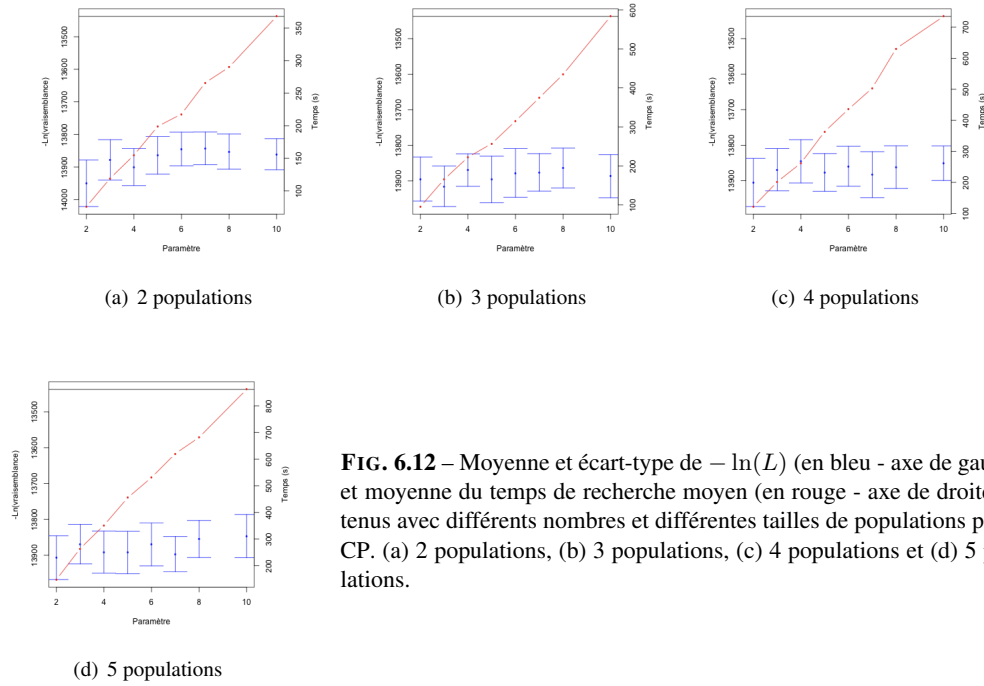 13500
13600
13700
13800
13900
14000
-Ln(vraisemblance)
350
300
250
200
150
100
Temps (s)
2 4 6 8 10
Paramètre
(a) 2 populations
13500
13600
13700
13800
13900
-Ln(vraisemblance)
600
500
400
300
200
100
Temps (s)
2 4 6 8 10
Paramètre
(b) 3 populations
13500
13600
13700
13800
13900
-Ln(vraisemblance)
700
600
500
400
300
200
100
Temps (s)
2 4 6 8 10
Paramètre
(c) 4 populations
13500
13600
13700
13800
13900
-Ln(vraisemblance)
800
700
600
500
400
300
200
Temps (s)
2 4 6 8 10
Paramètre
(d) 5 populations
FIG. 6.12 – Moyenne et écart-type de − ln(L) (en bleu - axe de gau
et moyenne du temps de recherche moyen (en rouge - axe de droite
tenus avec différents nombres et différentes tailles de populations p
CP. (a) 2 populations, (b) 3 populations, (c) 4 populations et (d) 5
lations.